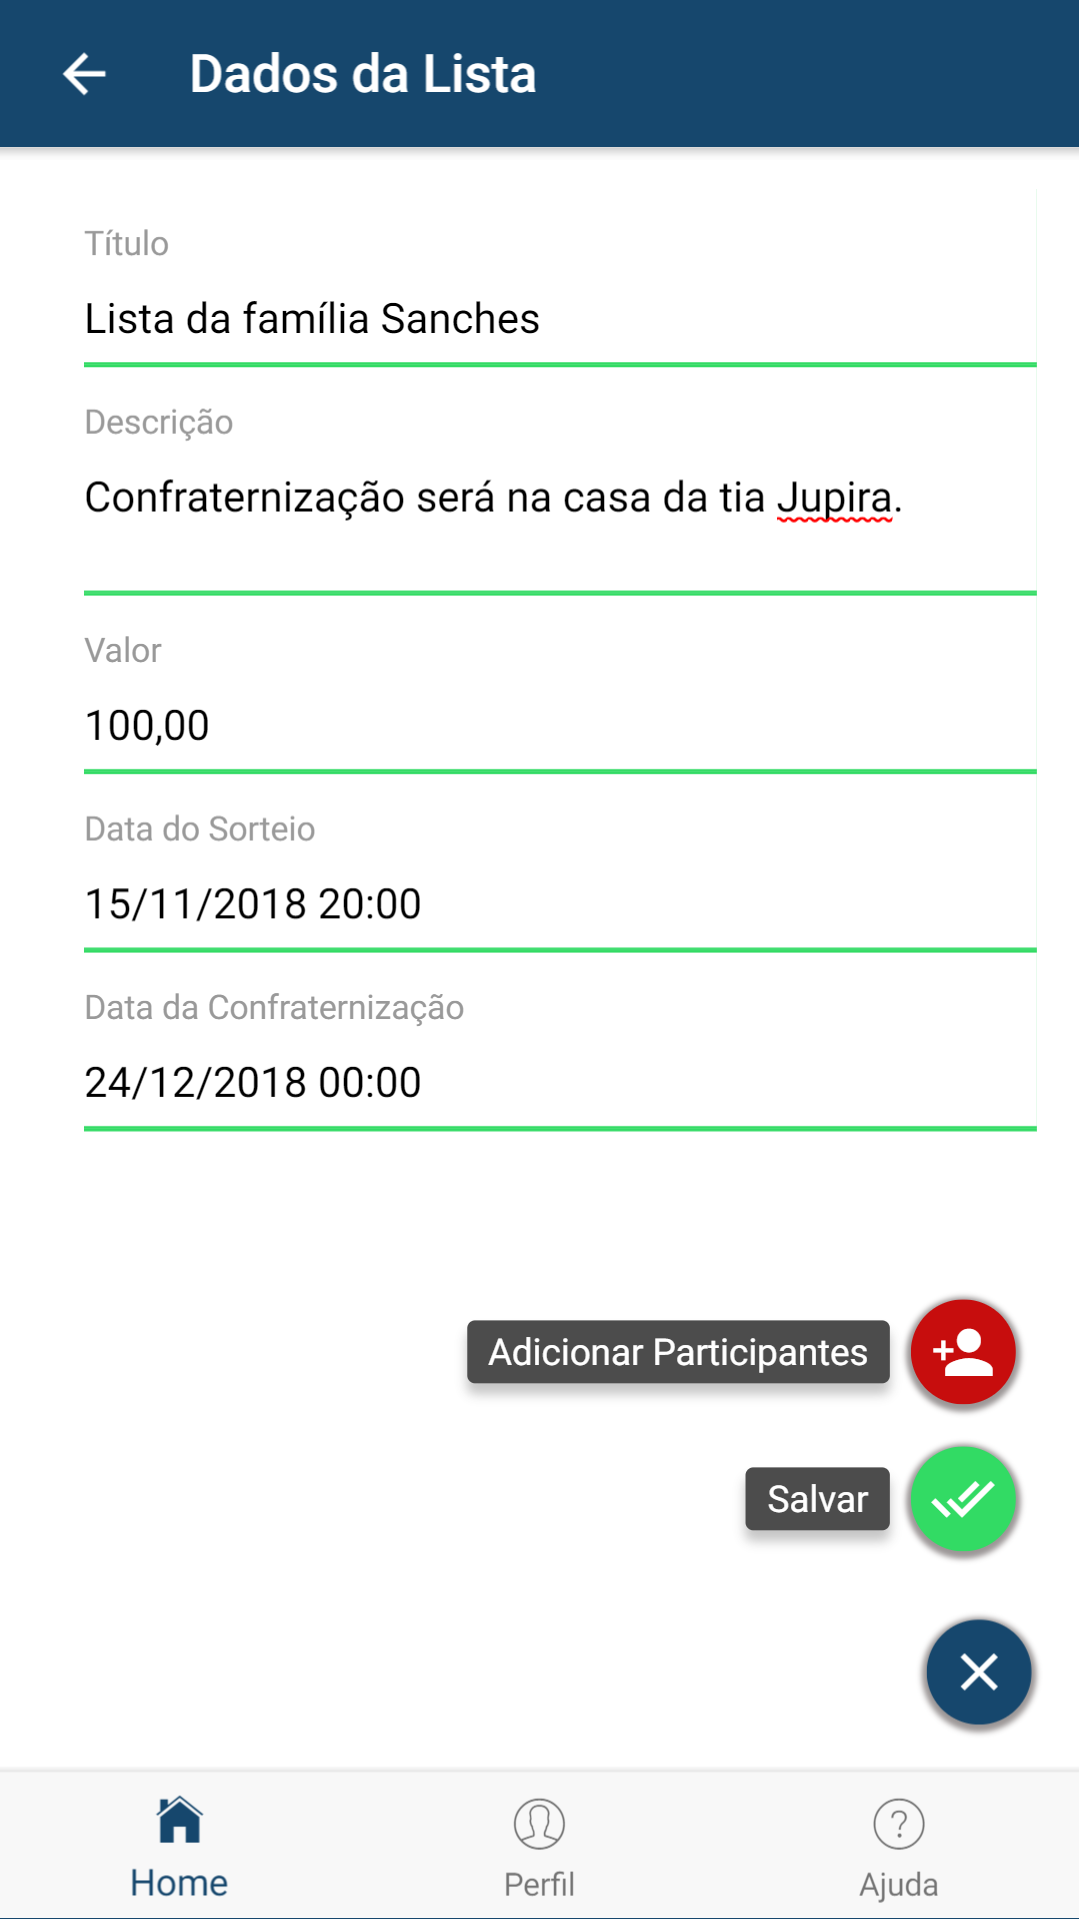 Dados da Lista
Título
Lista da família Sanches
Descrição
Confraternização será na casa da tia Jupira.
Valor
100,00
Data do Sorteio
15/11/2018 20:00
Data da Confraternização
24/12/2018 00:00
Adicionar Participantes
Salvar
Home
Perfil
?
Ajuda